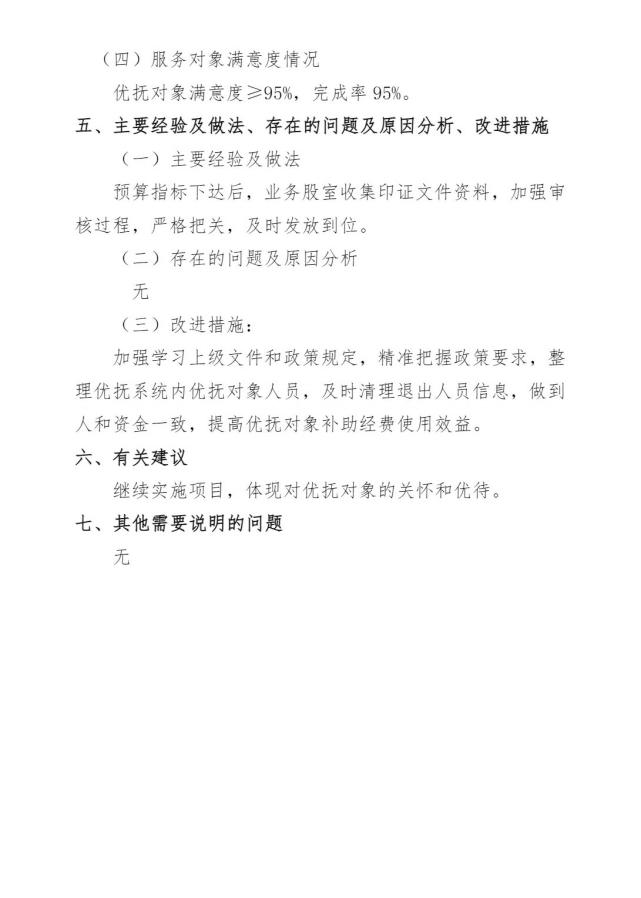 （四）服务对象满意度情况
优抚对象满意度≥95%，完成率 95%。
五、主要经验及做法、存在的问题及原因分析、改进措施
（一）主要经验及做法
预算指标下达后，业务股室收集印证文件资料，加强审
核过程，严格把关，及时发放到位。
（二）存在的问题及原因分析
无
（三）改进措施：
加强学习上级文件和政策规定，精准把握政策要求，整
理优抚系统内优抚对象人员，及时清理退出人员信息，做到
人和资金一致，提高优抚对象补助经费使用效益。
六、有关建议
继续实施项目，体现对优抚对象的关怀和优待。
七、其他需要说明的问题
无